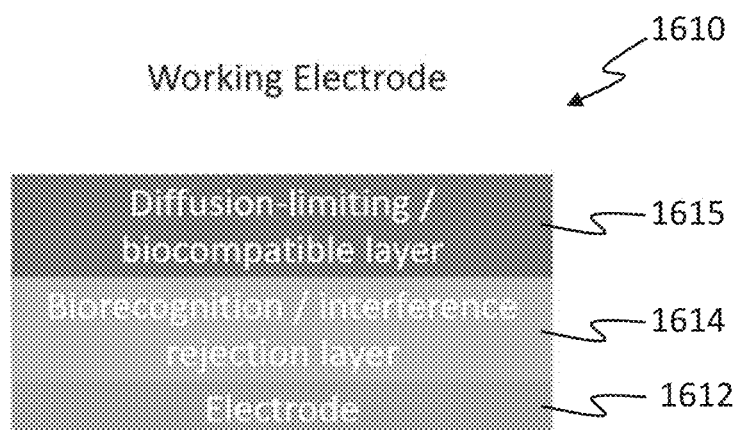 1610
Working Electrode
Diffusion-limiting /
biocompatible layer
1615
Biorecognition / Interference
rejection layer
1614
Electrode
1612